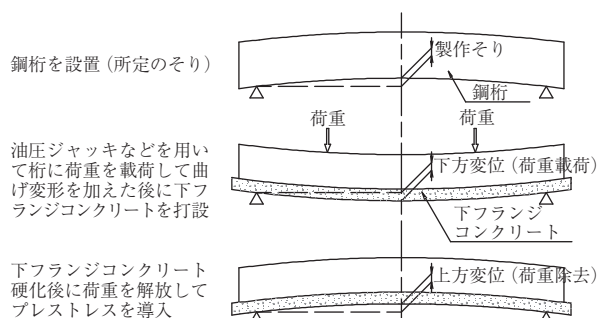 鋼桁を設置（所定のそり）
製作そり
鋼桁
荷重
荷重
油圧ジャッキなどを用い
て桁に荷重を載荷して曲
げ変形を加えた後に下フ
ランジコンクリートを打設
下方変位（荷重載荷）
下フランジ
コンクリート
下フランジコンクリート
硬化後に荷重を解放して
プレストレスを導入
上方変位（荷重除去）